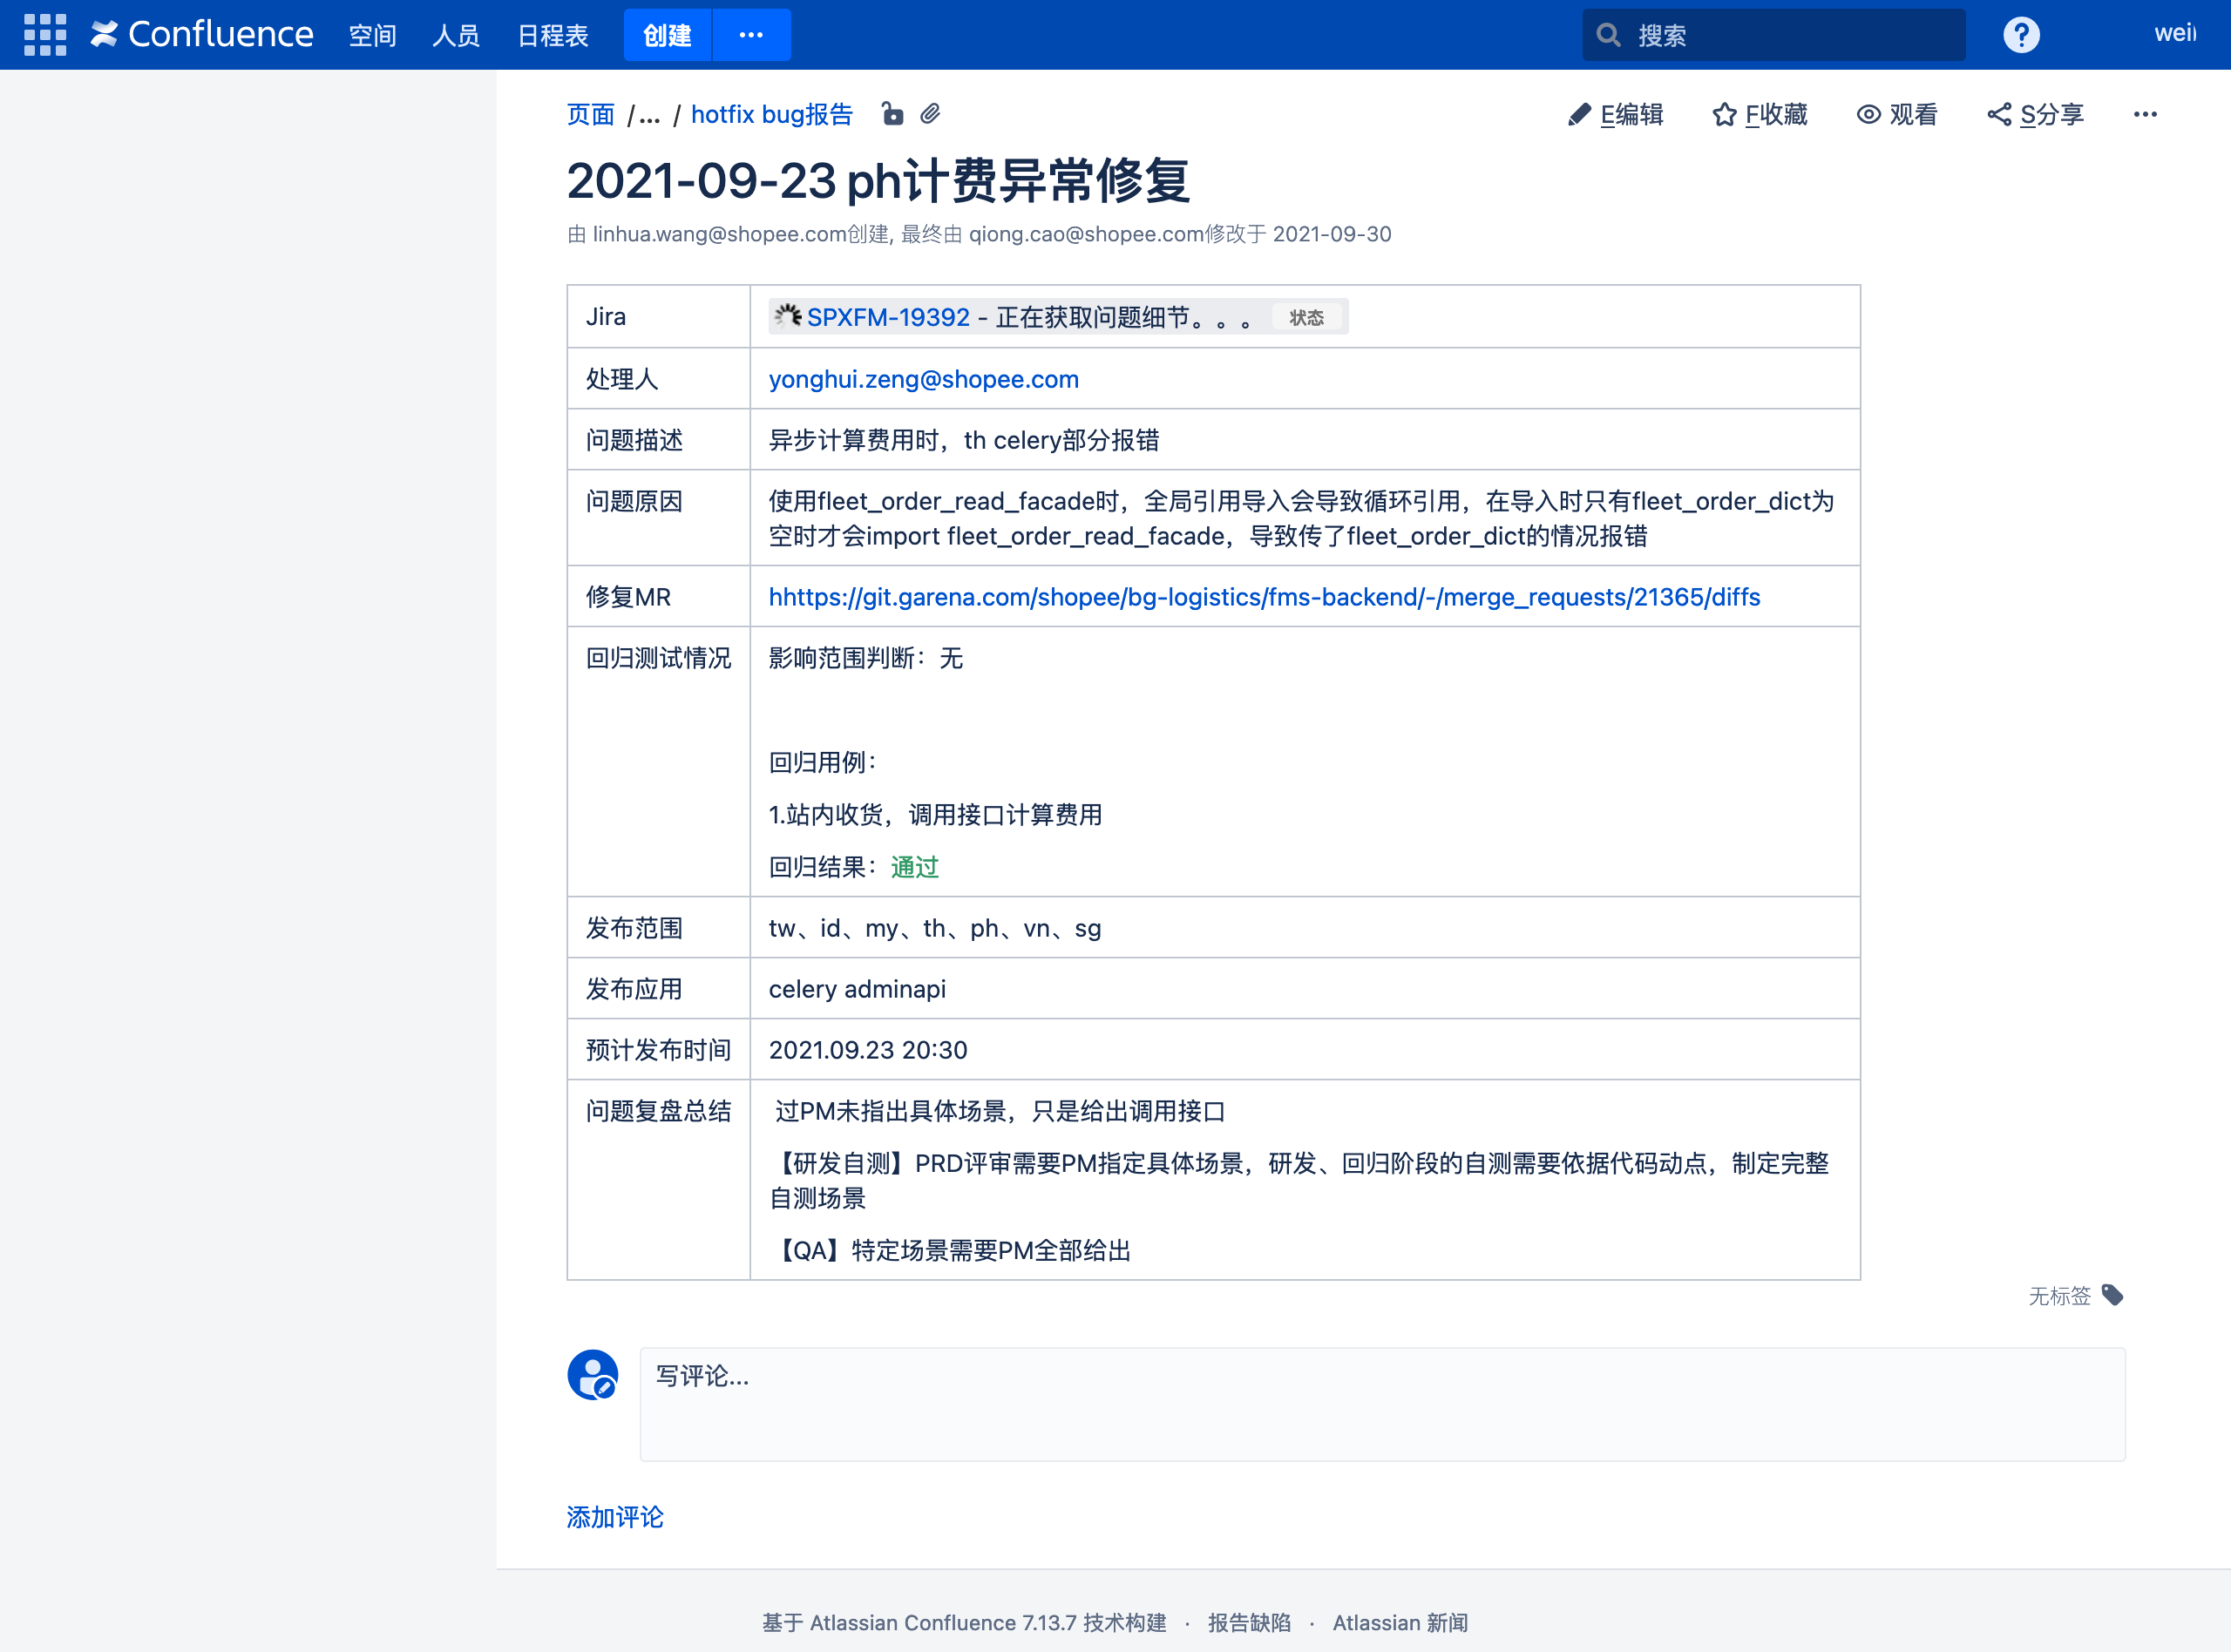 Confluence 空间 人员 日程表 创建 ··· 搜索 ? wei
页面 /... / hotfix bug报告 E编辑 F收藏 观看 S分享 ···
2021-09-23 ph计费异常修复
由 linhua.wang@shopee.com创建, 最终由 qiong.cao@shopee.com修改于 2021-09-30
Jira SPXFM-19392 - 正在获取问题细节。。。 状态
处理人 yonghui.zeng@shopee.com
问题描述 异步计算费用时，th celery部分报错
问题原因 使用fleet_order_read_facade时，全局引用导入会导致循环引用，在导入时只有fleet_order_dict为
空时才会import fleet_order_read_facade，导致传了fleet_order_dict的情况报错
修复MR hhttps://git.garena.com/shopee/bg-logistics/fms-backend/-/merge_requests/21365/diffs
回归测试情况 影响范围判断：无
回归用例：
1.站内收货，调用接口计算费用
回归结果：通过
发布范围 tw、id、my、th、ph、vn、sg
发布应用 celery adminapi
预计发布时间 2021.09.23 20:30
问题复盘总结 过PM未指出具体场景，只是给出调用接口
【研发自测】PRD评审需要PM指定具体场景，研发、回归阶段的自测需要依据代码动点，制定完整
自测场景
【QA】特定场景需要PM全部给出
无标签
写评论...
添加评论
基于 Atlassian Confluence 7.13.7 技术构建 · 报告缺陷 · Atlassian 新闻